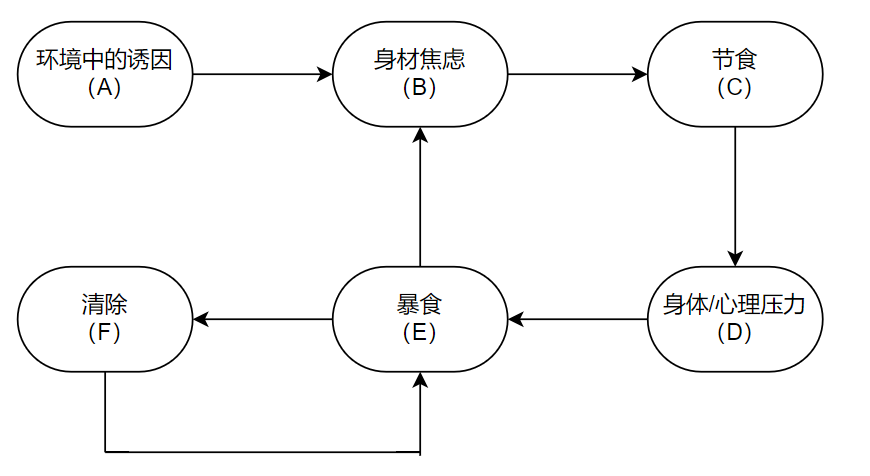 环境中的诱因
（A）
身材焦虑
（B）
节食
（C）
清除
（F）
暴食
（E）
身体/心理压力
（D）